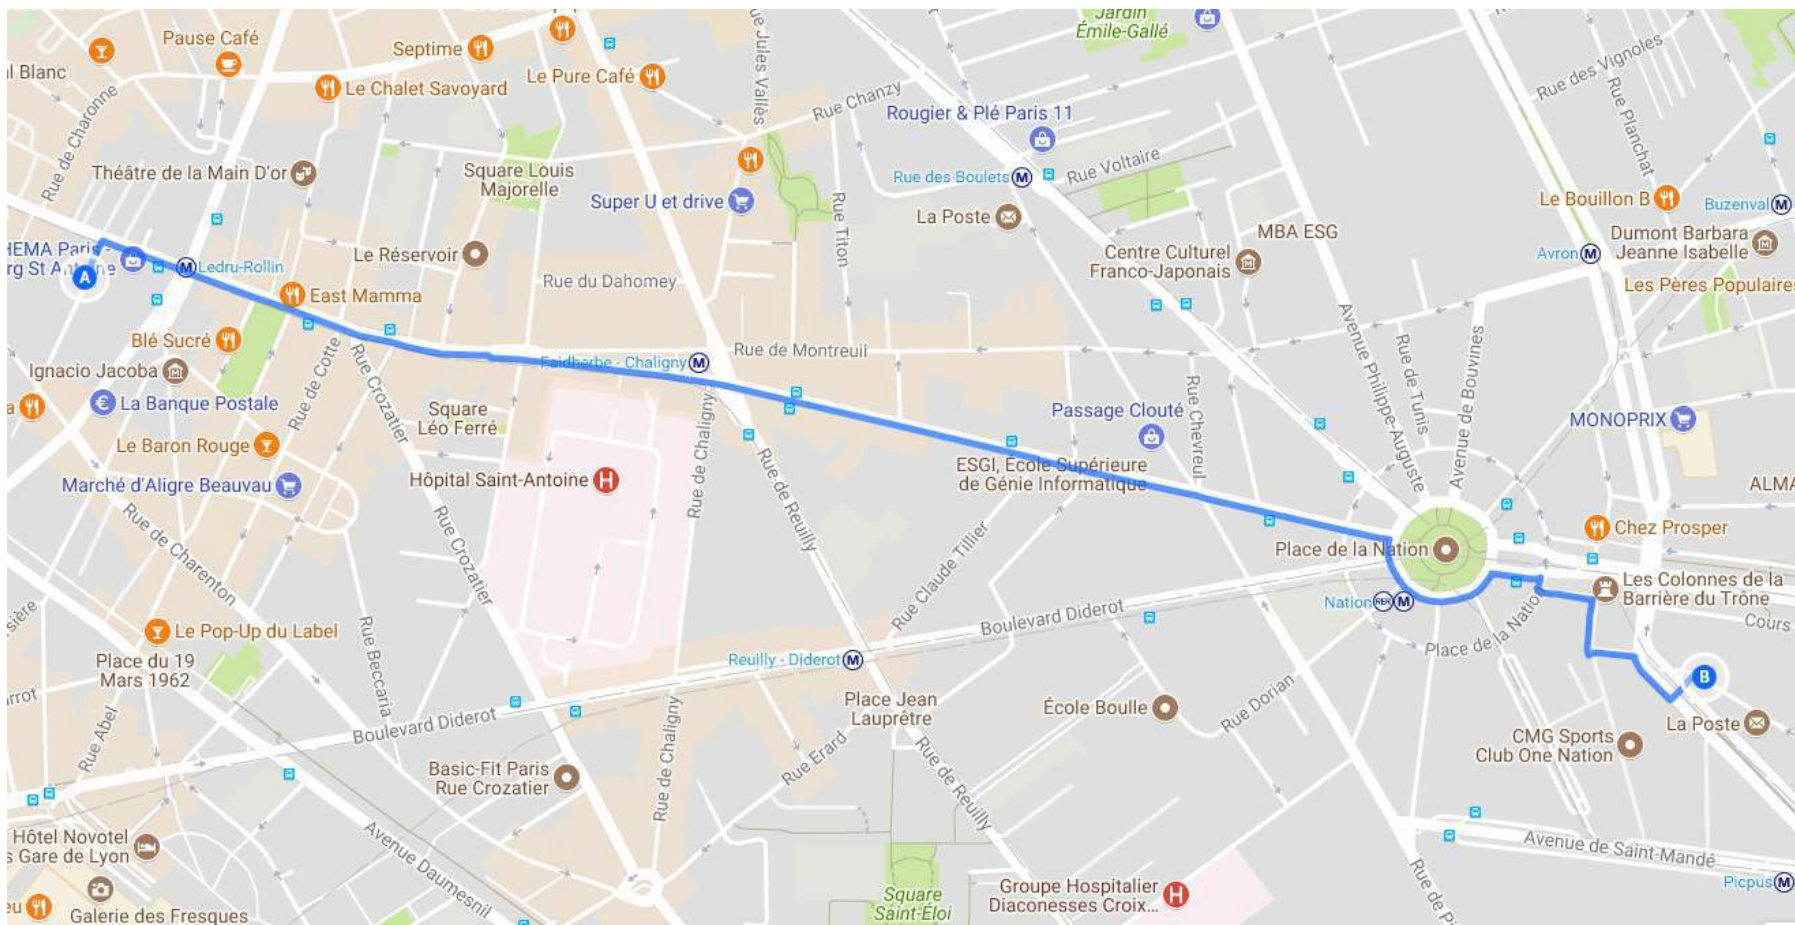 Jardin
Émile-Gallé
Pause Café
Septime
Rue Jules Vallès
Rue des Vignoles
al Blanc
Le Chalet Savoyard
Le Pure Café
Rue Chanzy
Rue Planchat
Rue de Charonne
Rougier & Plé Paris 11
Théâtre de la Main D'or
Square Louis
Majorelle
Rue des Boulets
Rue Voltaire
Super U et drive
Rue Titon
La Poste
Le Bouillon B
Buzenval
HEMA Paris -
rg St Antoine
A
Ledru-Rollin
Le Réservoir
Rue du Dahomey
Centre Culturel
Franco-Japonais
MBA ESG
Avron
Dumont Barbara
Jeanne Isabelle
Les Pères Populaires
East Mamma
Blé Sucré
Ignacio Jacoba
La Banque Postale
Rue de Cotte
Rue Crozatier
Faidherbe - Chaligny
Rue de Montreuil
Avenue Philippe-Auguste
Rue de Tunis
Avenue de Bouvines
Square
Léo Ferré
Rue de Chaligny
Passage Clouté
Rue Chevreul
MONOPRIX
Le Baron Rouge
Marché d'Aligre Beauvau
Hôpital Saint-Antoine
Rue de Reuilly
ESGI, École Supérieure
de Génie Informatique
ALMA
Rue de Charenton
Rue Crozatier
Rue Claude Tillier
Place de la Nation
Chez Prosper
Les Colonnes de la
Barrière du Trône
Nation
RER
Cours
Le Pop-Up du Label
Rue Beccaria
Boulevard Diderot
Place de la Nation
Place du 19
Mars 1962
Reuilly - Diderot
B
Rue Abel
Boulevard Diderot
Rue de Chaligny
Place Jean
Lauprêtre
École Boulle
Rue Dorian
La Poste
CMG Sports
Club One Nation
Basic-Fit Paris
Rue Crozatier
Rue Erard
Rue de Reuilly
Hôtel Novotel
s Gare de Lyon
Avenue Daumesnil
Avenue de Saint-Mandé
Picpus
Galerie des Fresques
Square
Saint-Éloi
Groupe Hospitalier
Diaconesses Croix...